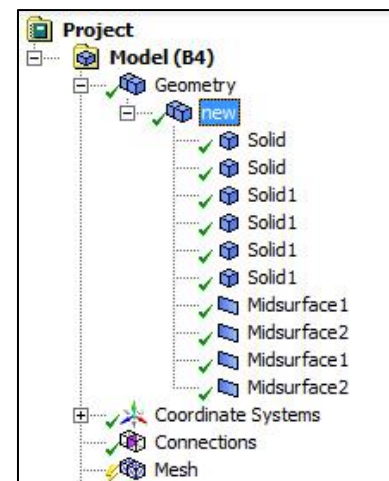 Project
Model (B4)
Geometry
new
Solid
Solid
Solid1
Solid1
Solid1
Solid1
Midsurface1
Midsurface2
Midsurface1
Midsurface2
Coordinate Systems
Connections
Mesh